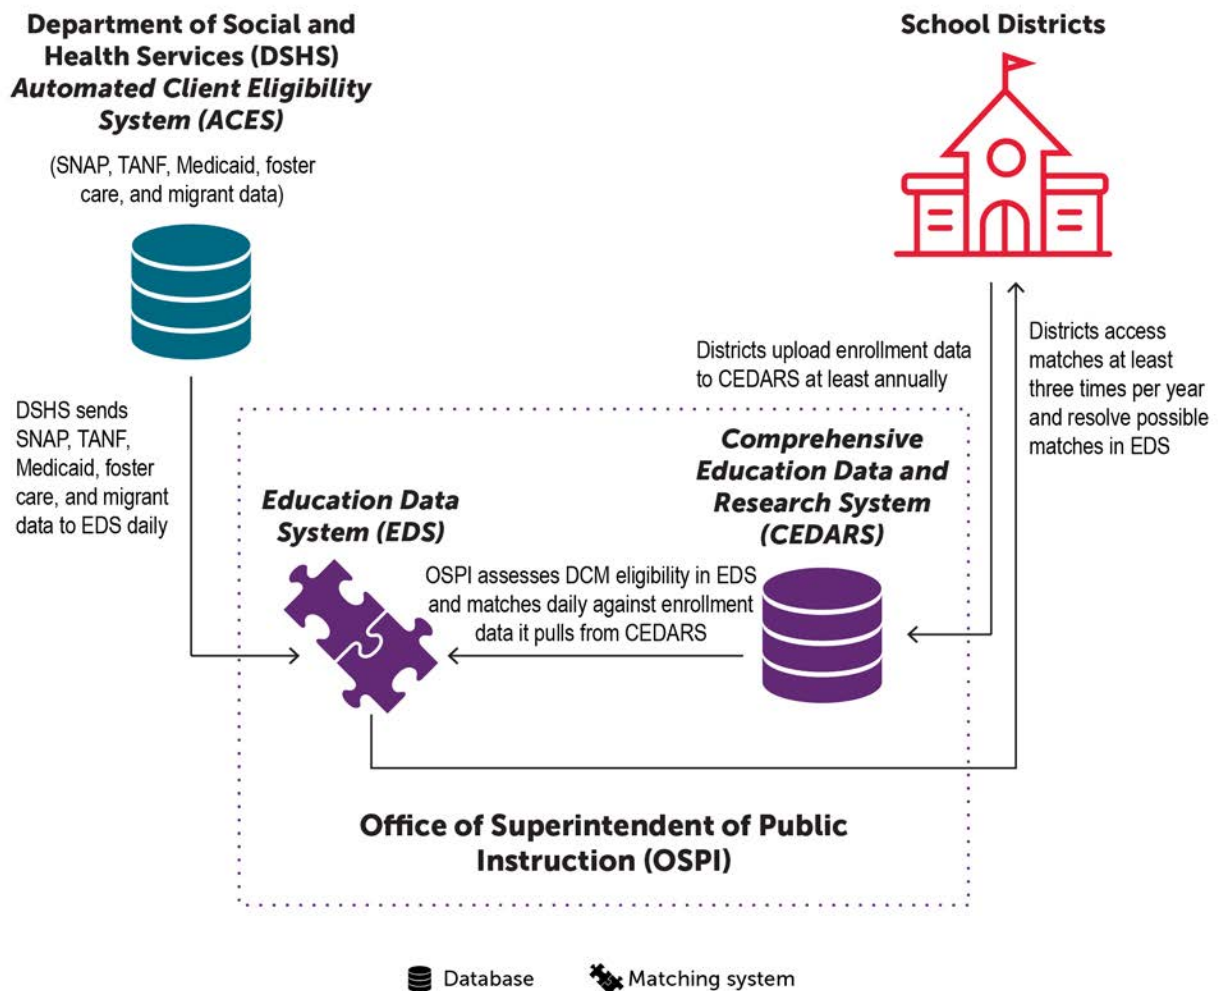 Department of Social and
Health Services (DSHS)
Automated Client Eligibility
System (ACES)
(SNAP, TANF, Medicaid, foster
care, and migrant data)
School Districts
DSHS sends
SNAP, TANF,
Medicaid, foster
care, and migrant
data to EDS daily
Districts upload enrollment data
to CEDARS at least annually
Districts access
matches at least
three times per year
and resolve possible
matches in EDS
Education Data
System (EDS)
Comprehensive
Education Data and
Research System
(CEDARS)
OSPI assesses DCM eligibility in EDS
and matches daily against enrollment
data it pulls from CEDARS
Office of Superintendent of Public
Instruction (OSPI)
Database
Matching system